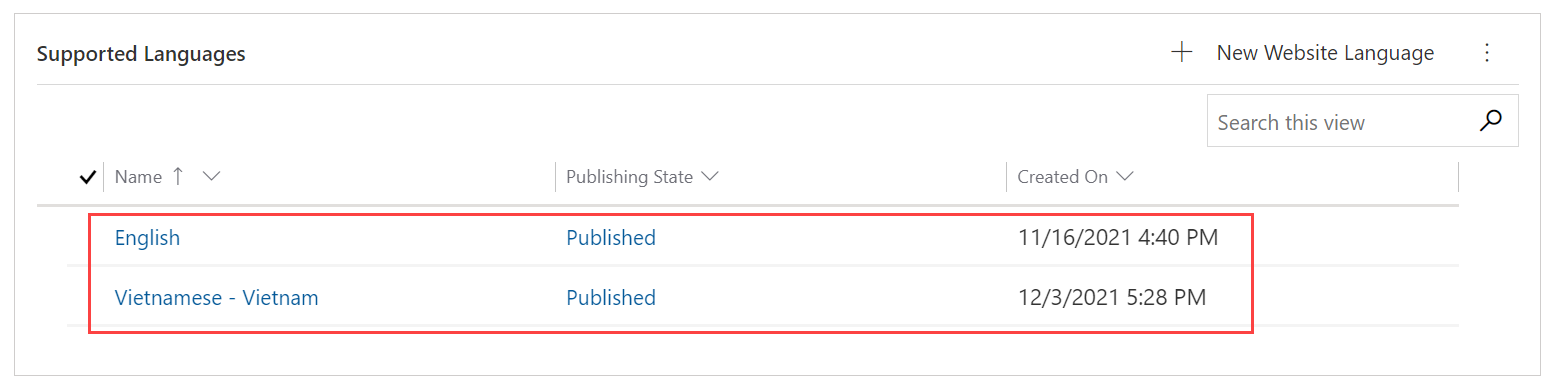 Supported Languages
New Website Language
Search this view
Name Publishing State Created On
English Published 11/16/2021 4:40 PM
Vietnamese - Vietnam Published 12/3/2021 5:28 PM